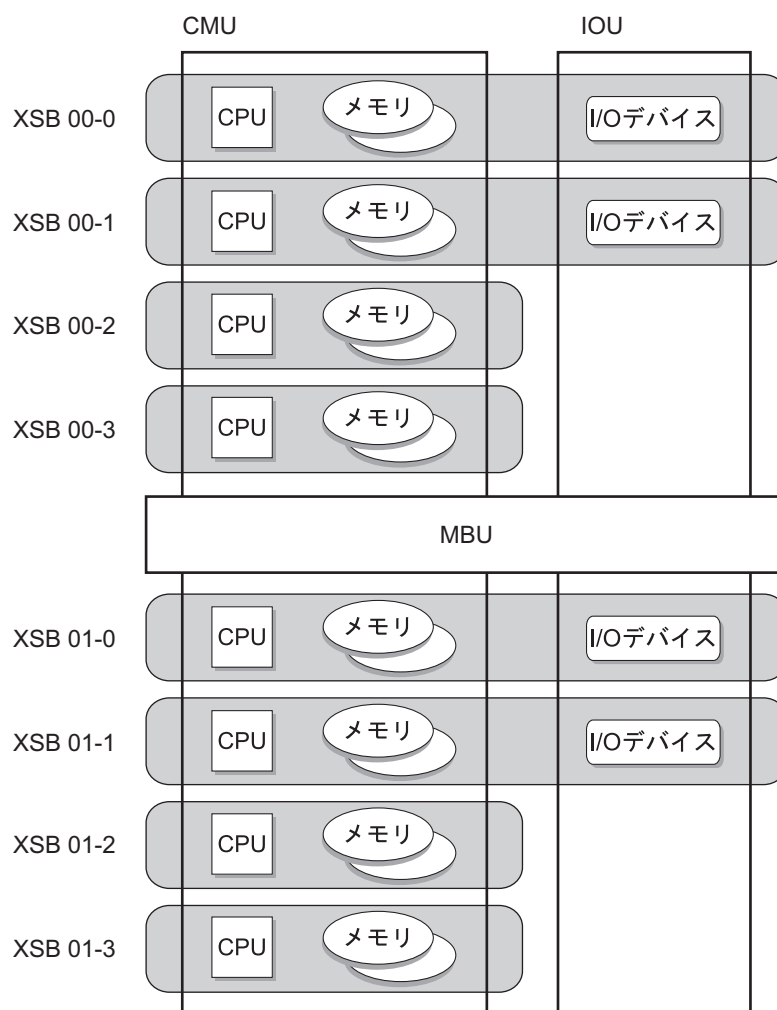 CMU IOU
XSB 00-0 CPU メモリ I/Oデバイス
XSB 00-1 CPU メモリ I/Oデバイス
XSB 00-2 CPU メモリ
XSB 00-3 CPU メモリ
MBU
XSB 01-0 CPU メモリ I/Oデバイス
XSB 01-1 CPU メモリ I/Oデバイス
XSB 01-2 CPU メモリ
XSB 01-3 CPU メモリ